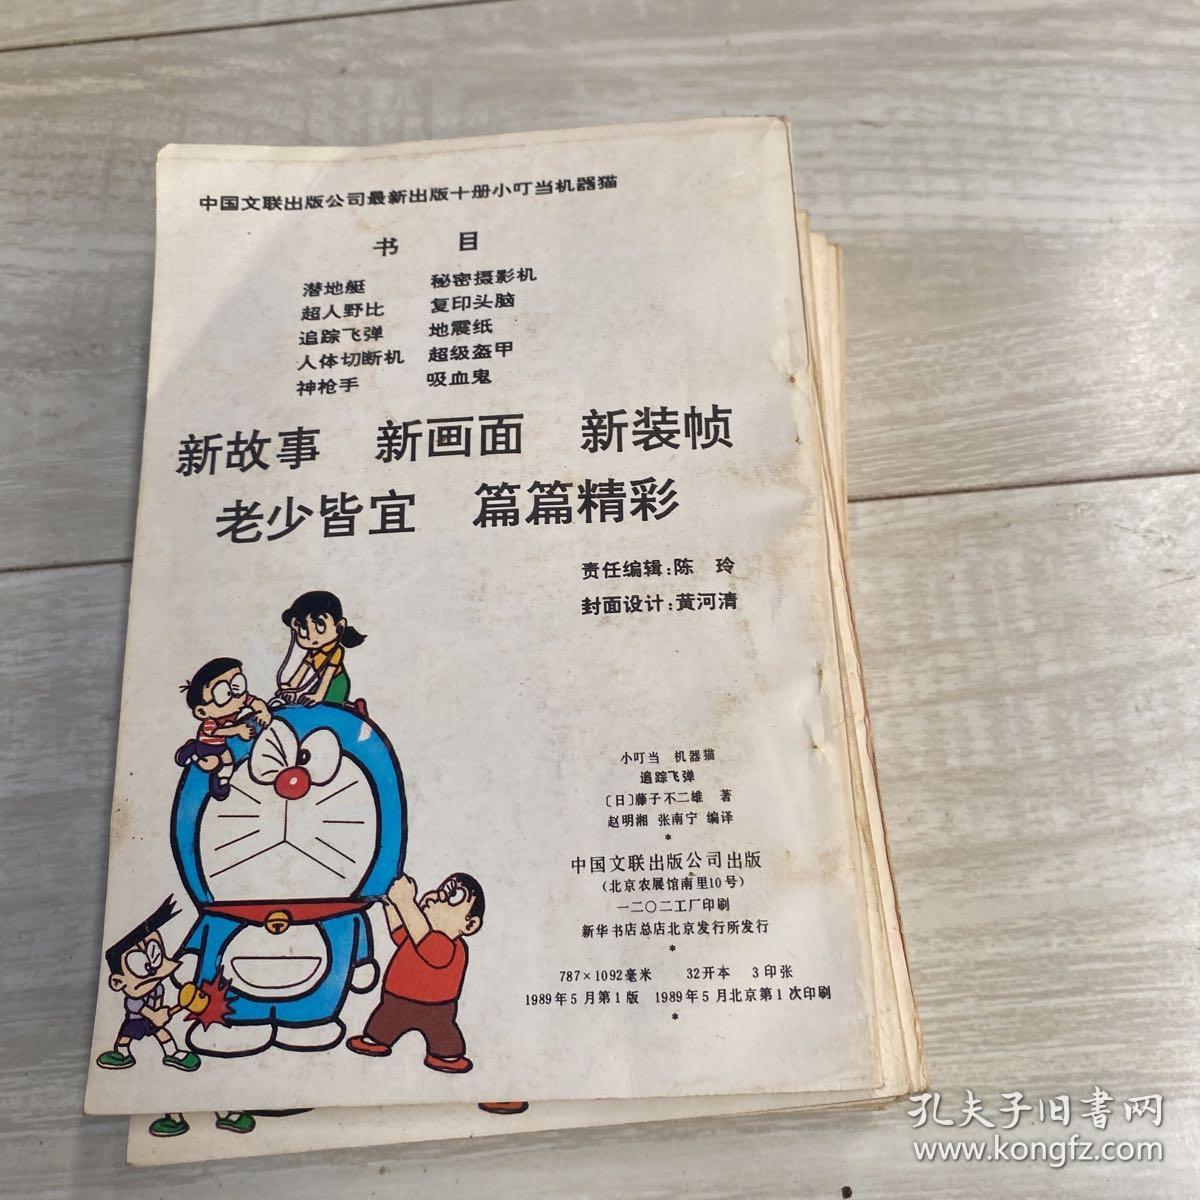 中国文联出版公司最新出版十册小叮当机器猫
书 目
潜地艇 秘密摄影机
超人野比 复印头脑
追踪飞弹 地震纸
人体切断机 超级盔甲
神枪手 吸血鬼
新故事 新画面 新装帧
老少皆宜 篇篇精彩
责任编辑:陈 玲
封面设计:黄河清
小叮当 机器猫
追踪飞弹
〔日〕藤子不二雄 著
赵明湘 张南宁 编译
*
中国文联出版公司出版
(北京农展馆南里10号)
一二〇二工厂印刷
新华书店总店北京发行所发行
*
787×1092毫米 32开本 3印张
1989年5月第1版 1989年5月北京第1次印刷
*
孔夫子旧书网
www.kongfz.com